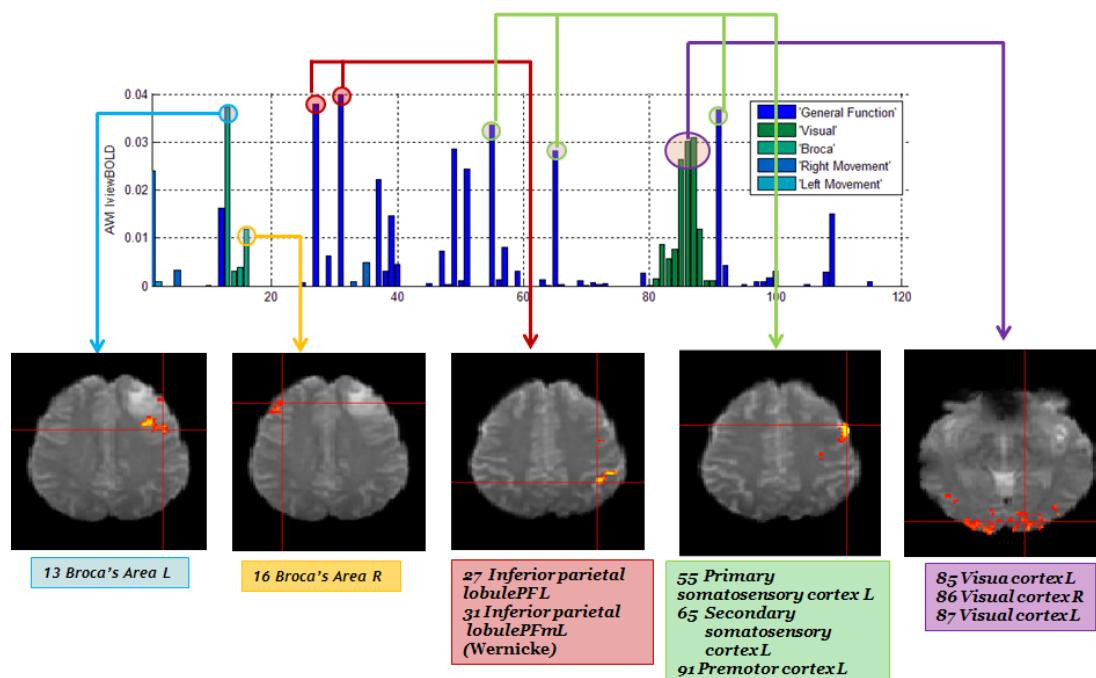 0.04
0.03
0.02
0.01
0
AWI IviewBOLD
20
40
60
80
100
120
'General Function'
'Visual'
'Broca'
'Right Movement'
'Left Movement'
13 Broca's Area L
16 Broca's Area R
27 Inferior parietal
lobulePF L
31 Inferior parietal
lobulePFm L
(Wernicke)
55 Primary
somatosensory cortex L
65 Secondary
somatosensory
cortex L
91 Premotor cortex L
85 Visua cortex L
86 Visual cortex R
87 Visual cortex L